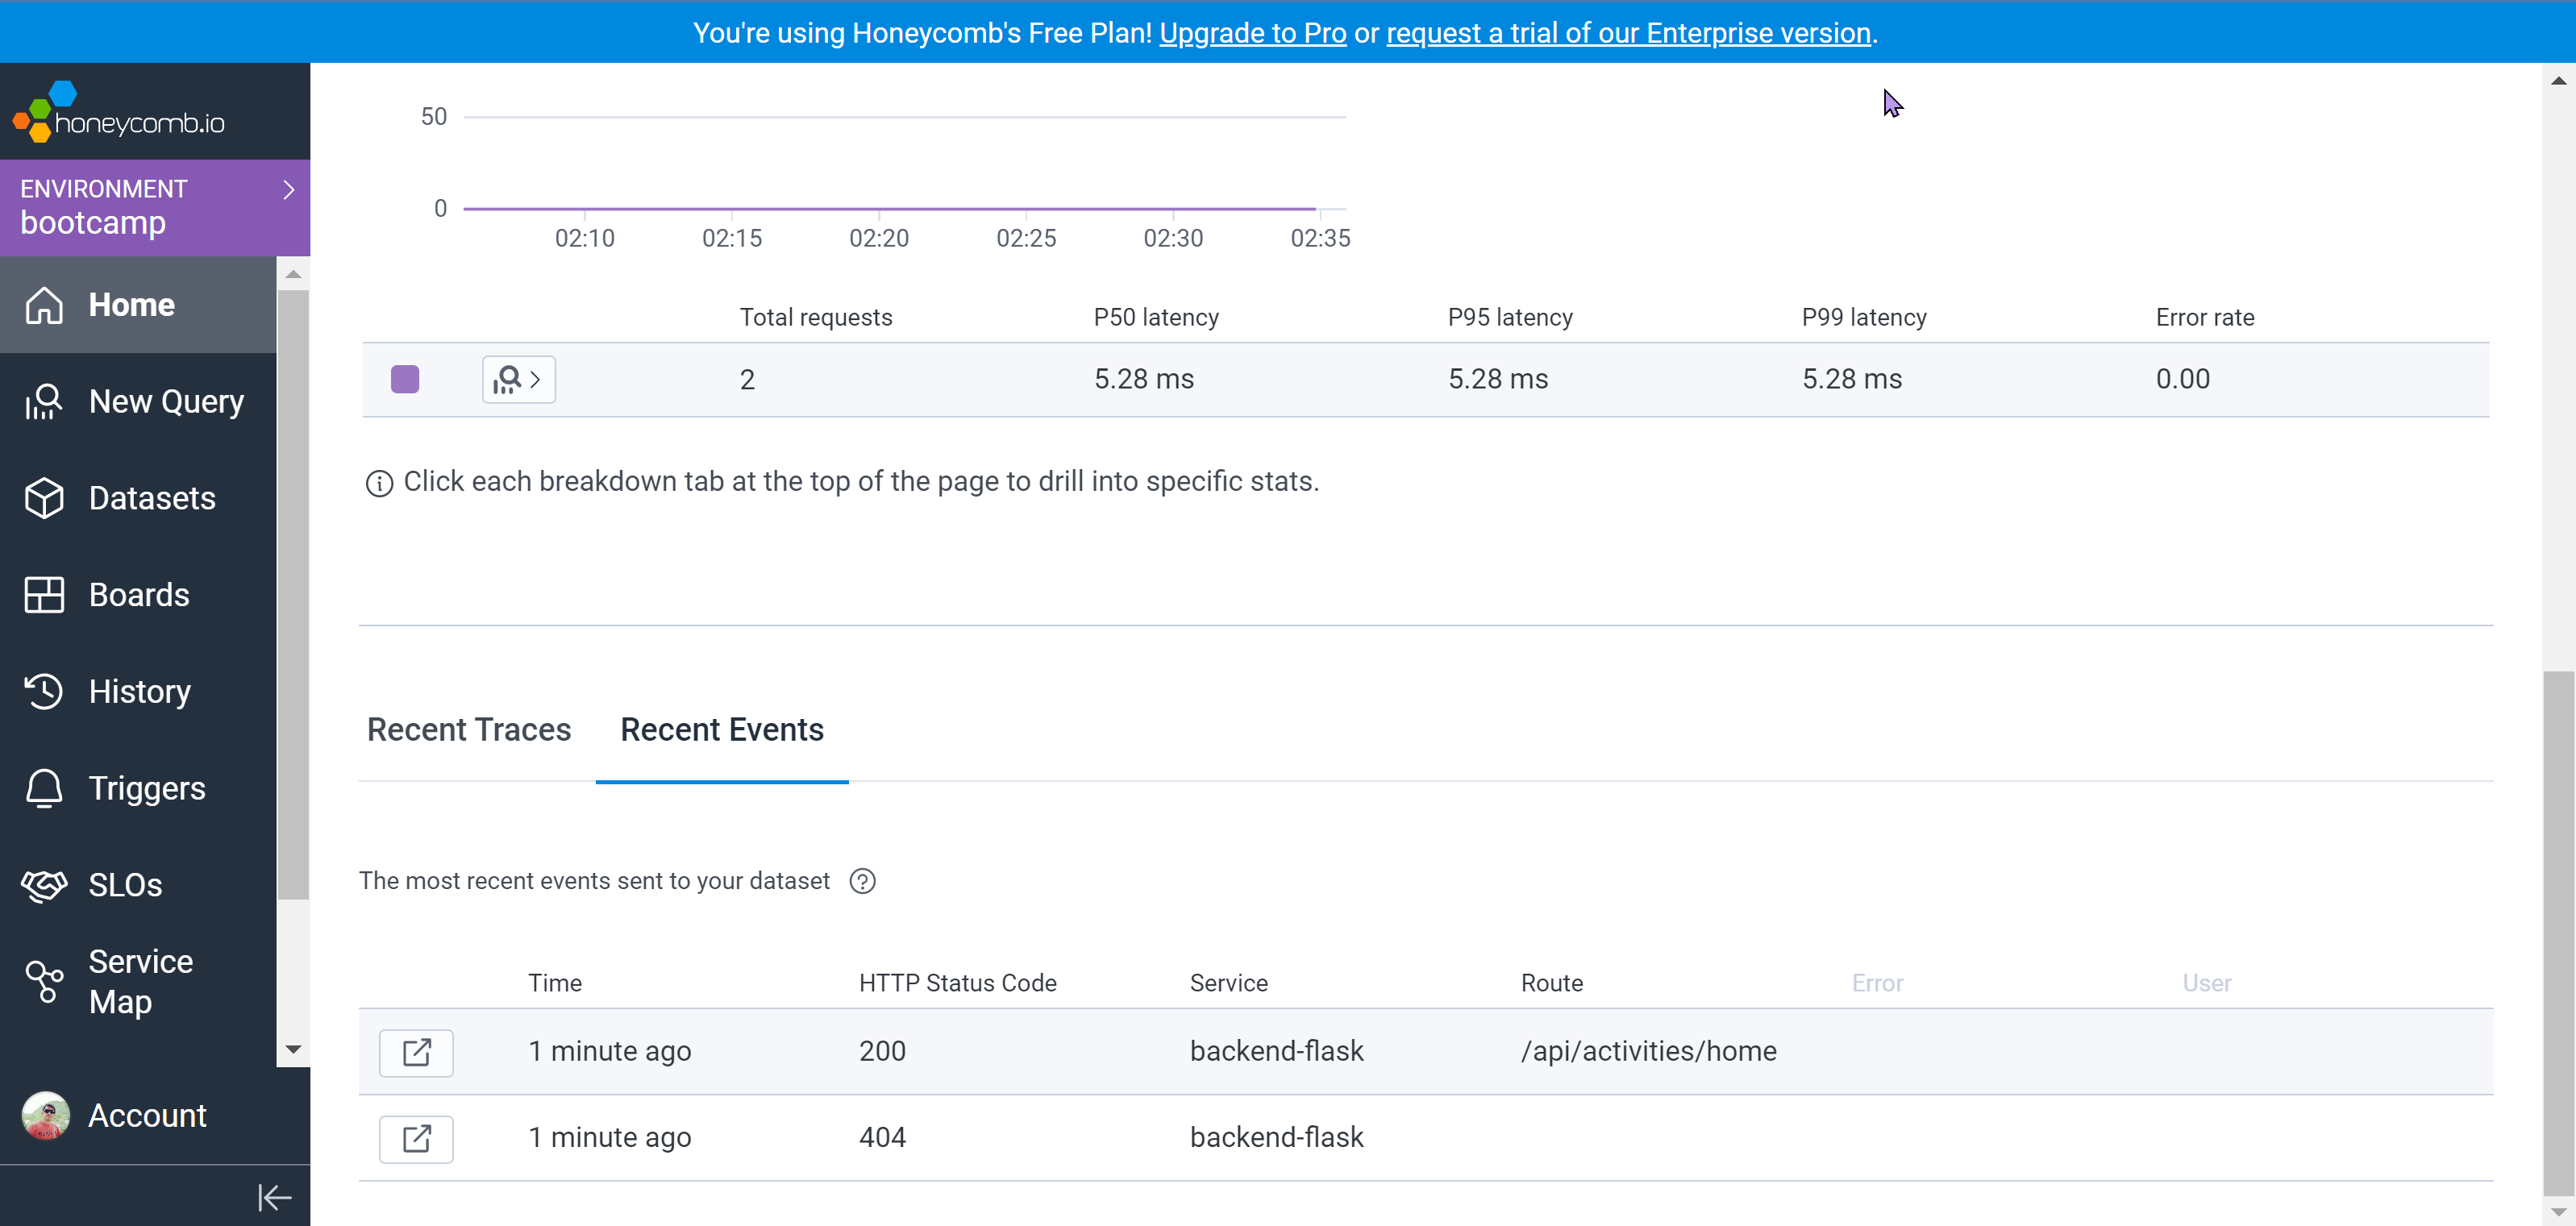 You're using Honeycomb's Free Plan! Upgrade to Pro or request a trial of our Enterprise version.
honeycomb.io
ENVIRONMENT
bootcamp
Home
New Query
Datasets
Boards
History
Triggers
SLOs
Service
Map
Account
50
0
02:10 02:15 02:20 02:25 02:30 02:35
Total requests P50 latency P95 latency P99 latency Error rate
2 5.28 ms 5.28 ms 5.28 ms 0.00
Click each breakdown tab at the top of the page to drill into specific stats.
Recent Traces Recent Events
The most recent events sent to your dataset
Time HTTP Status Code Service Route Error User
1 minute ago 200 backend-flask /api/activities/home
1 minute ago 404 backend-flask